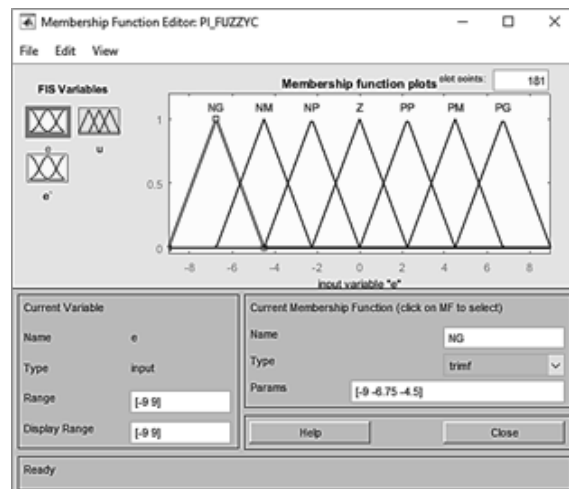 Membership Function Editor: PI_FUZZYC
File Edit View
FIS Variables
e
u
e`
Membership function plots
plot points:
181
NG NM NP Z PP PM PG
1
0.5
0
-8 -6 -4 -2 0 2 4 6 8
input variable "e"
Current Variable
Name e
Type input
Range [-9 9]
Display Range [-9 9]
Current Membership Function (click on MF to select)
Name NG
Type trimf
Params [-9 -6.75 -4.5]
Help Close
Ready